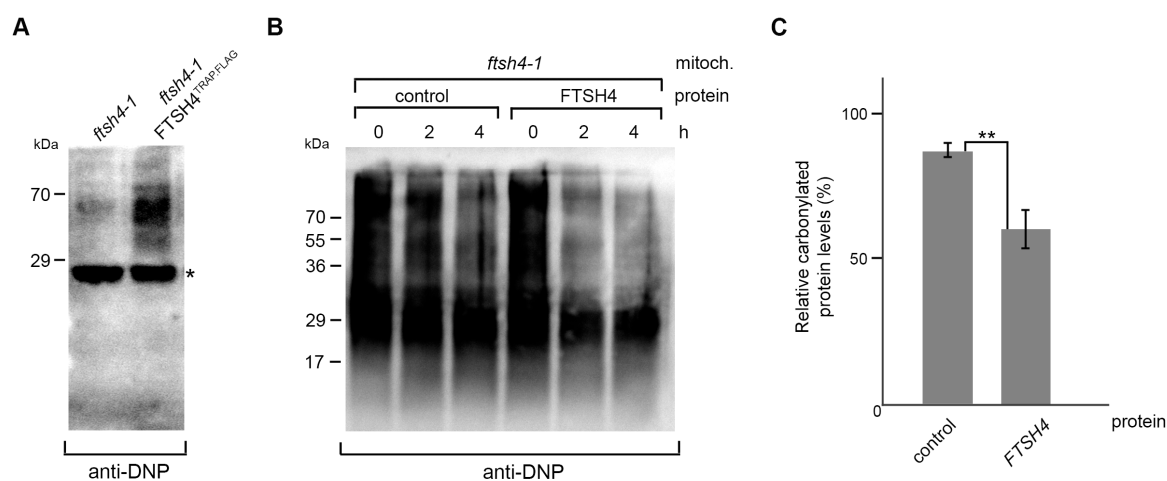 A
ftsh4-1
ftsh4-1
FTSH4TRAP,FLAG
kDa
70
29
*
anti-DNP
B
ftsh4-1 mitoch.
control FTSH4 protein
0 2 4 0 2 4 h
kDa
70
55
36
29
17
anti-DNP
C
Relative carbonylated
protein levels (%)
100
50
0
**
control FTSH4 protein